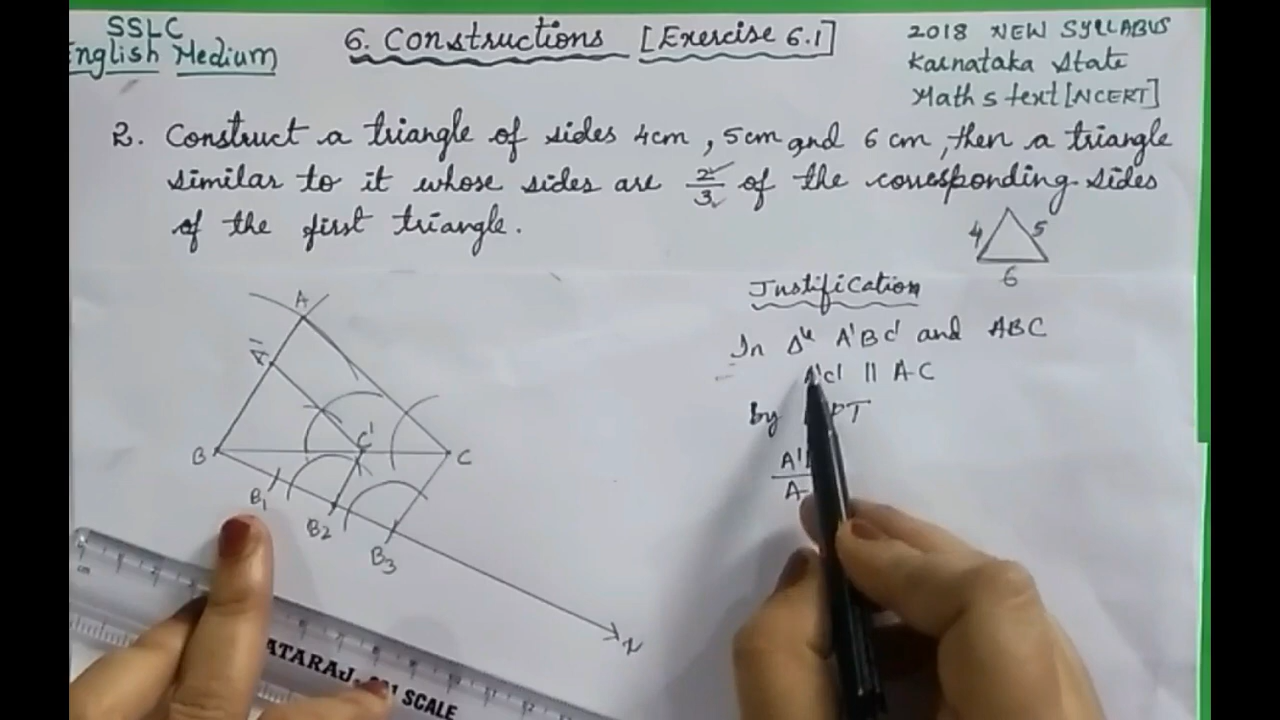 SSLC
English Medium
6. Constructions [Exercise 6.1]
2018 NEW SYLLABUS
Karnataka State
Maths text [NCERT]
2. Construct a triangle of sides 4cm, 5cm and 6 cm, then a triangle
similar to it whose sides are 2/3 of the corresponding sides
of the first triangle.
4 5
6
Justification
In Δle A'BC' and ABC
A'C' || AC
By PT
A'
A
A
A'
B
C'
C
B1
B2
B3
X
cm
SCALE